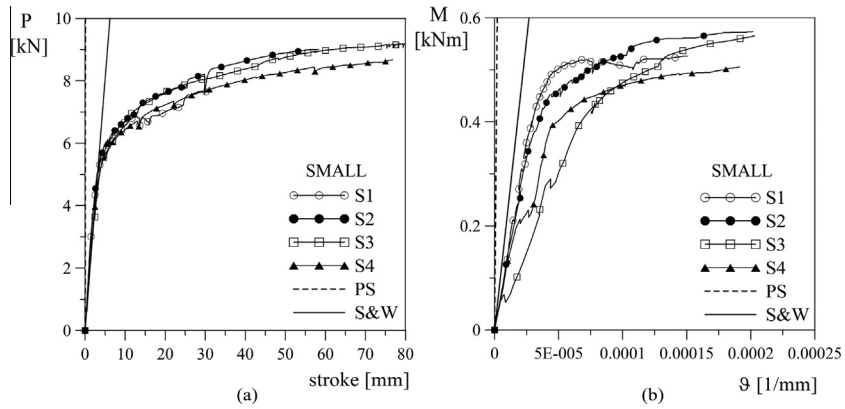 P
[kN]
10
8
6
4
2
0
0 10 20 30 40 50 60 70 80
stroke [mm]
SMALL
S1
S2
S3
S4
PS
S&W
(a)
M
[kNm]
0.6
0.4
0.2
0
0 5E-005 0.0001 0.00015 0.0002 0.00025
ϑ [1/mm]
SMALL
S1
S2
S3
S4
PS
S&W
(b)